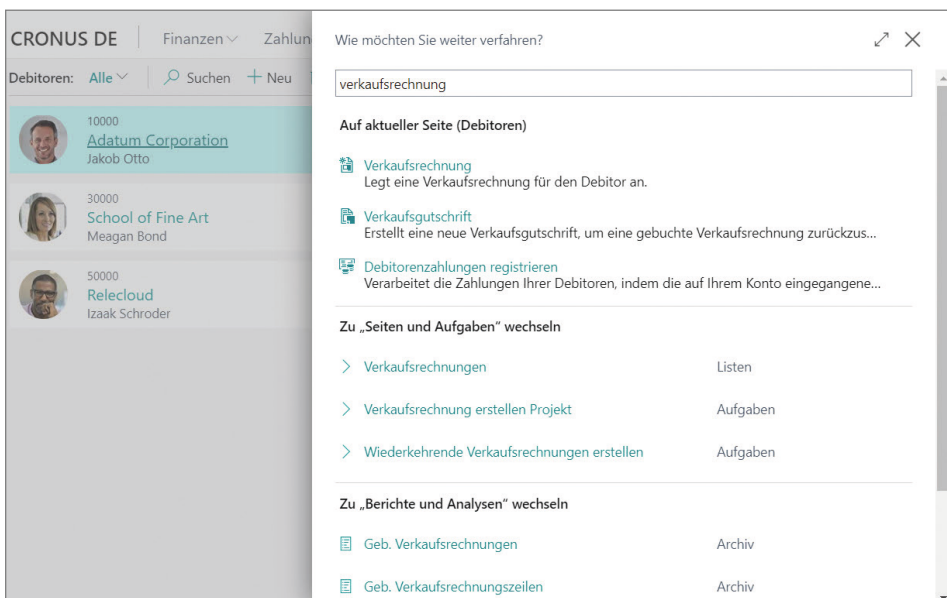 CRONUS DE
Finanzen
Zahlun
Debitoren: Alle
Suchen
+ Neu
10000
Adatum Corporation
Jakob Otto
30000
School of Fine Art
Meagan Bond
50000
Relecloud
Izaak Schroder
Wie möchten Sie weiter verfahren?
verkaufsrechnung
Auf aktueller Seite (Debitoren)
Verkaufsrechnung
Legt eine Verkaufsrechnung für den Debitor an.
Verkaufsgutschrift
Erstellt eine neue Verkaufsgutschrift, um eine gebuchte Verkaufsrechnung zurückzus...
Debitorenzahlungen registrieren
Verarbeitet die Zahlungen Ihrer Debitoren, indem die auf Ihrem Konto eingegangene...
Zu „Seiten und Aufgaben“ wechseln
Verkaufsrechnungen Listen
Verkaufsrechnung erstellen Projekt Aufgaben
Wiederkehrende Verkaufsrechnungen erstellen Aufgaben
Zu „Berichte und Analysen“ wechseln
Geb. Verkaufsrechnungen Archiv
Geb. Verkaufsrechnungszeilen Archiv